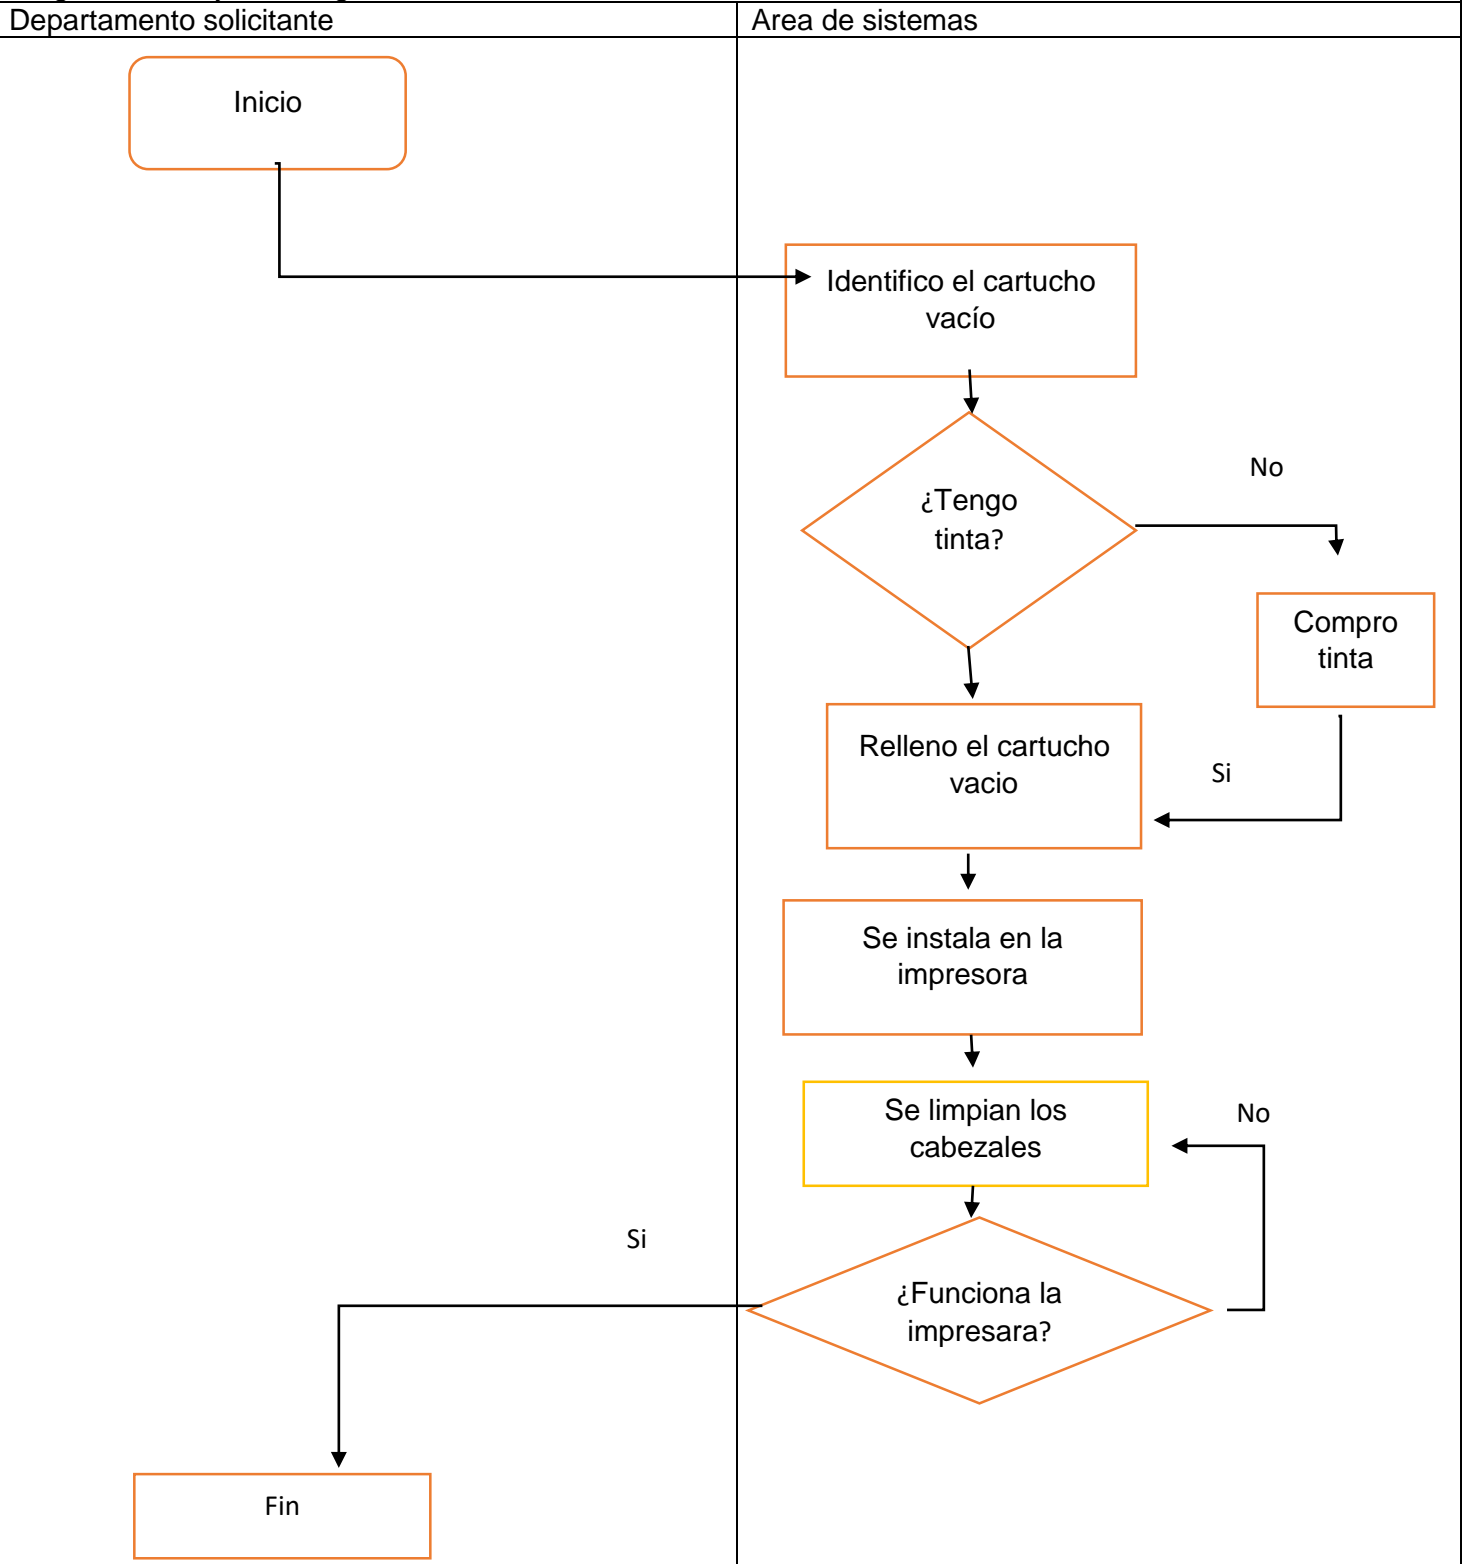 Departamento solicitante
Area de sistemas
Inicio
Identifico el cartucho
vacío
No
¿Tengo
tinta?
Compro
tinta
Relleno el cartucho
vacio
Si
Se instala en la
impresora
Se limpian los
cabezales
No
Si
¿Funciona la
impresara?
Fin